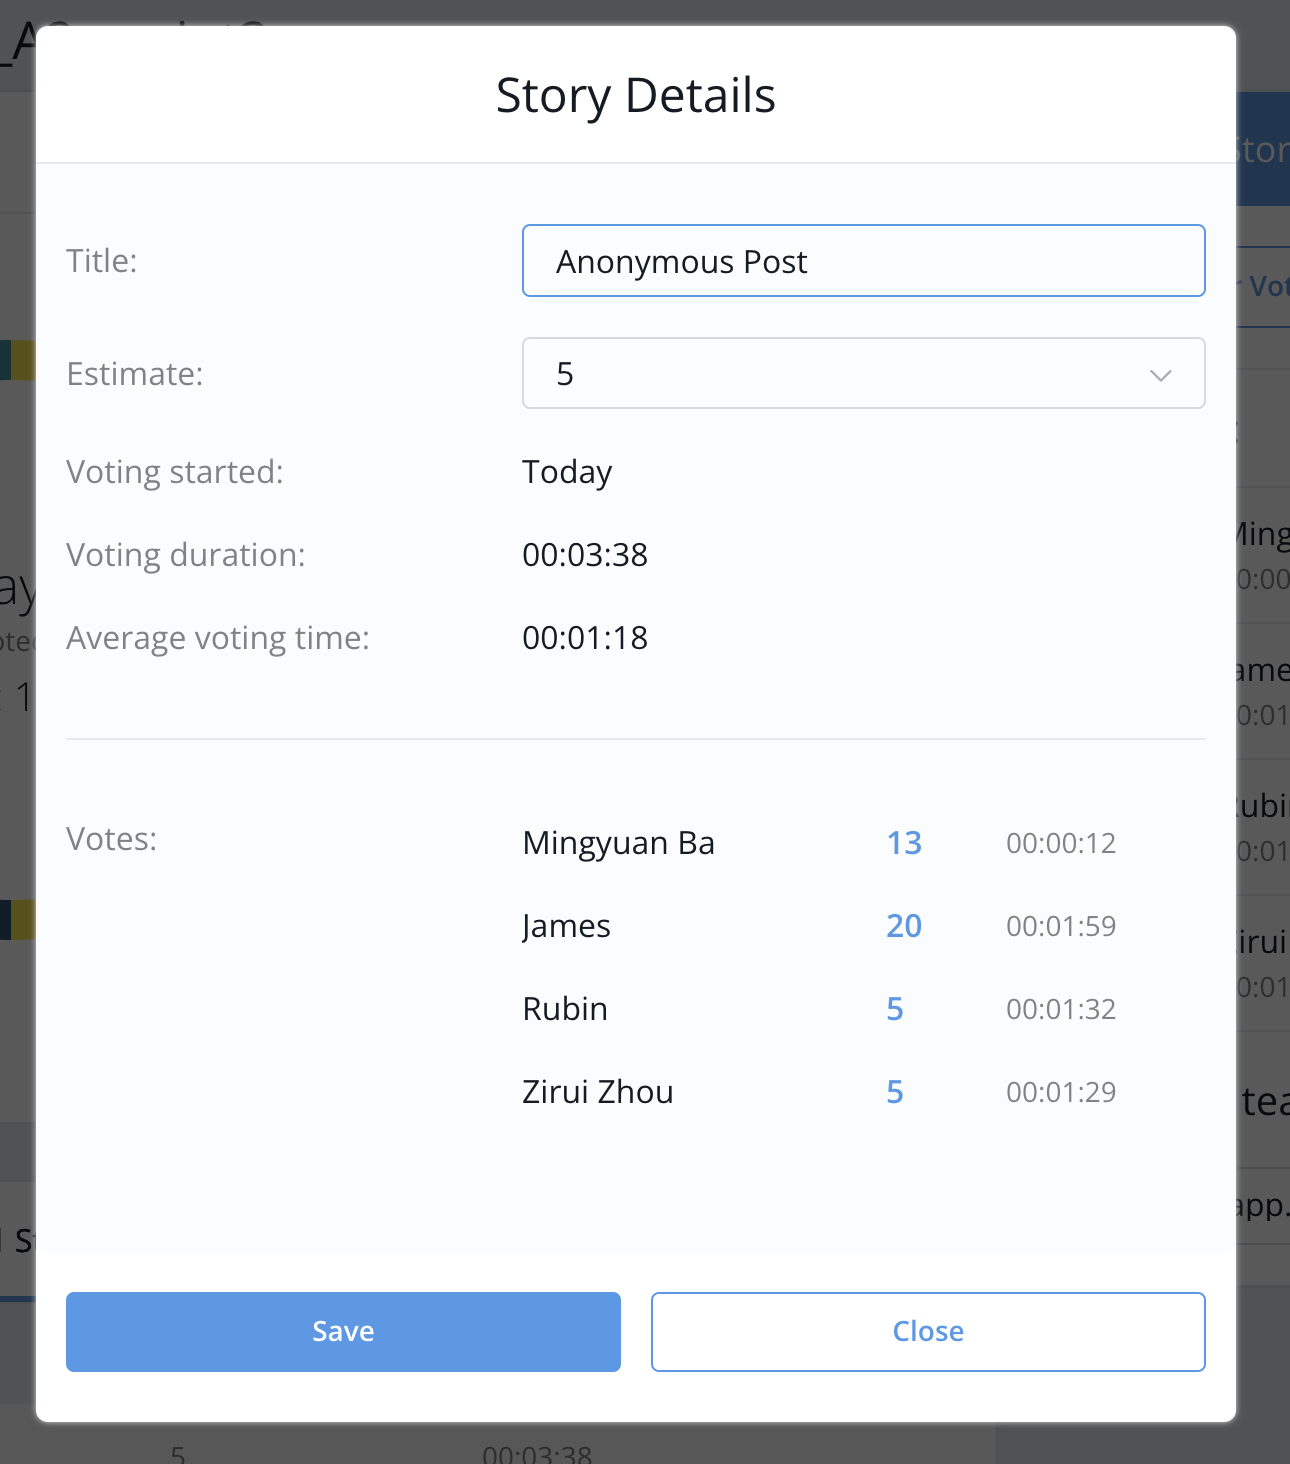 Story Details
Title: Anonymous Post
Estimate: 5
Voting started: Today
Voting duration: 00:03:38
Average voting time: 00:01:18
Votes: Mingyuan Ba 13 00:00:12
James 20 00:01:59
Rubin 5 00:01:32
Zirui Zhou 5 00:01:29
Save Close
5 00:03:38